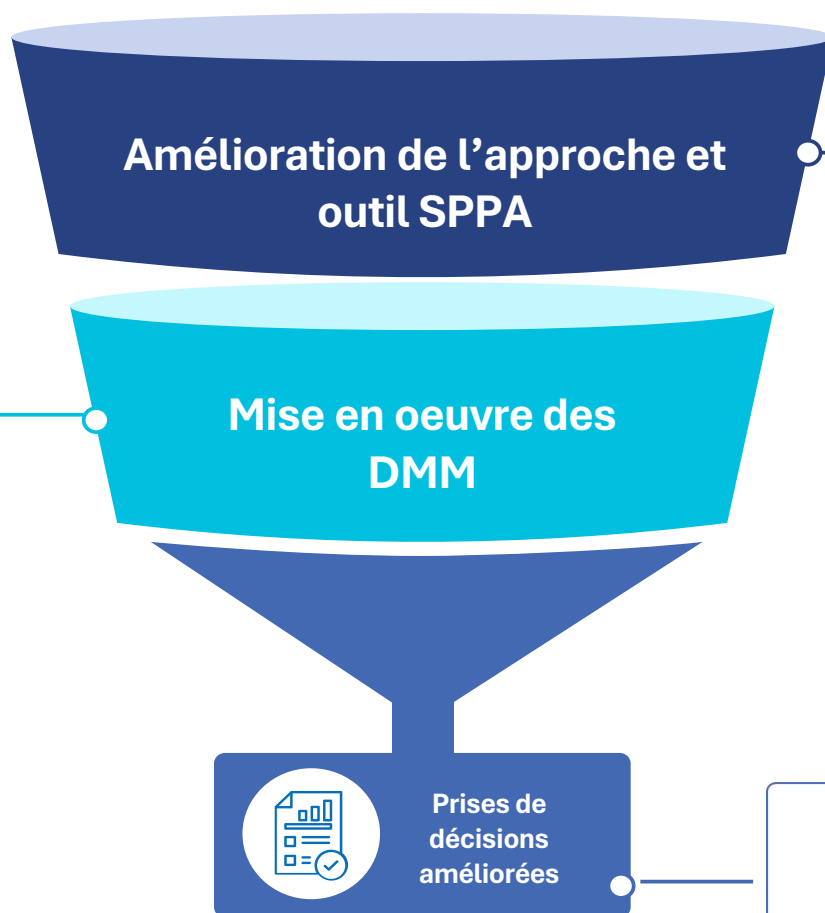 Amélioration de l’approche et
outil SPPA
Mise en oeuvre des
DMM
Prises de
décisions
améliorées